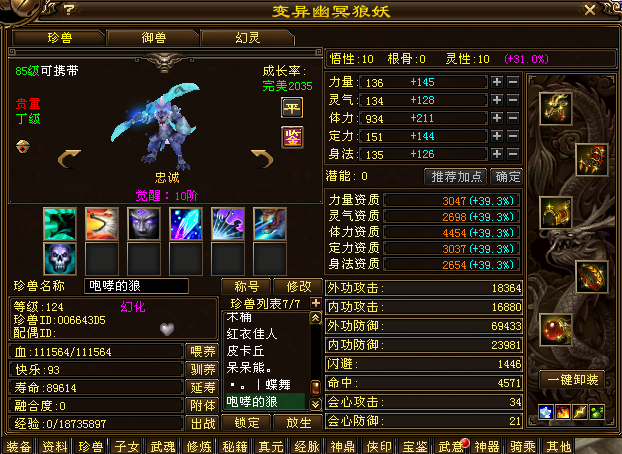 变异幽冥狼妖
珍兽 御兽 幻灵
85级可携带
成长率:
完美2035
贵重
丁级
平
鉴
忠诚
觉醒：10阶
珍兽名称 咆哮的狼 称号 修改
等级:124 幻化
珍兽ID:006643D5
配偶ID:
血:111564/111564 喂养
快乐:93 驯养
寿命:89614 延寿
融合度:0 附体
经验:0/18735897 出战
珍兽列表7/7
木桶
红衣佳人
皮卡丘
呆呆熊。
·。丨蝶舞
咆哮的狼
锁定 放生
悟性:10 根骨:0 灵性:10 (+31.0%)
力量: 136 +145
灵气: 134 +128
体力: 934 +211
定力: 151 +144
身法: 135 +126
潜能: 0 推荐加点 确定
力量资质 3047(+39.3%)
灵气资质 2698(+39.3%)
体力资质 4454(+39.3%)
定力资质 3037(+39.3%)
身法资质 2654(+39.3%)
外功攻击: 18364
内功攻击: 16880
外功防御: 69433
内功防御: 23981
闪避: 1446
命中: 4571
会心攻击: 34
会心防御: 21
一键卸装
装备 资料 珍兽 子女 武魂 修炼 秘籍 真元 经脉 神鼎 侠印 宝鉴 武意 神器 骑乘 其他